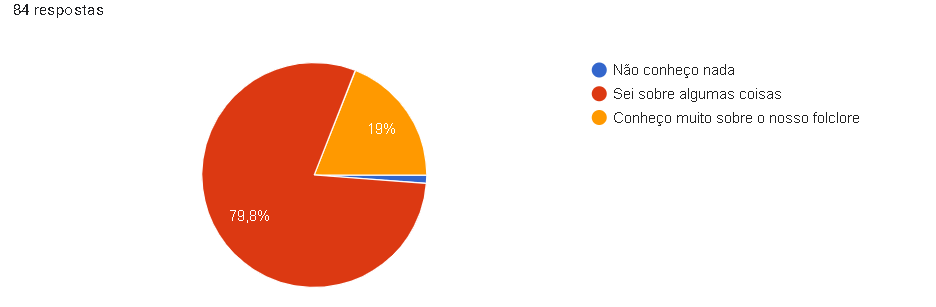 84 respostas
Não conheço nada
Sei sobre algumas coisas
Conheço muito sobre o nosso folclore
19%
79,8%